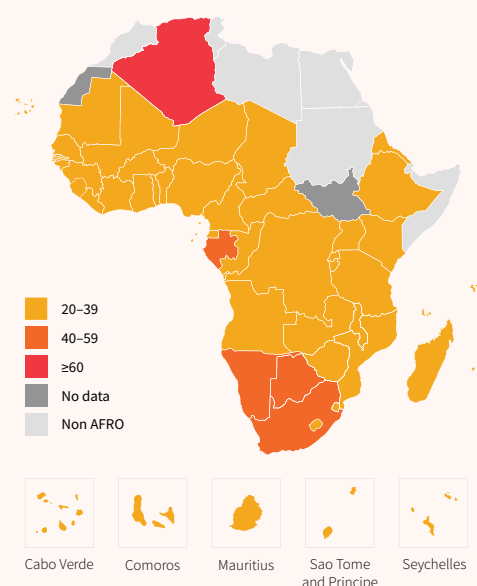 20–39
40–59
≥60
No data
Non AFRO
Cabo Verde
Comoros
Mauritius
Sao Tome
and Principe
Seychelles